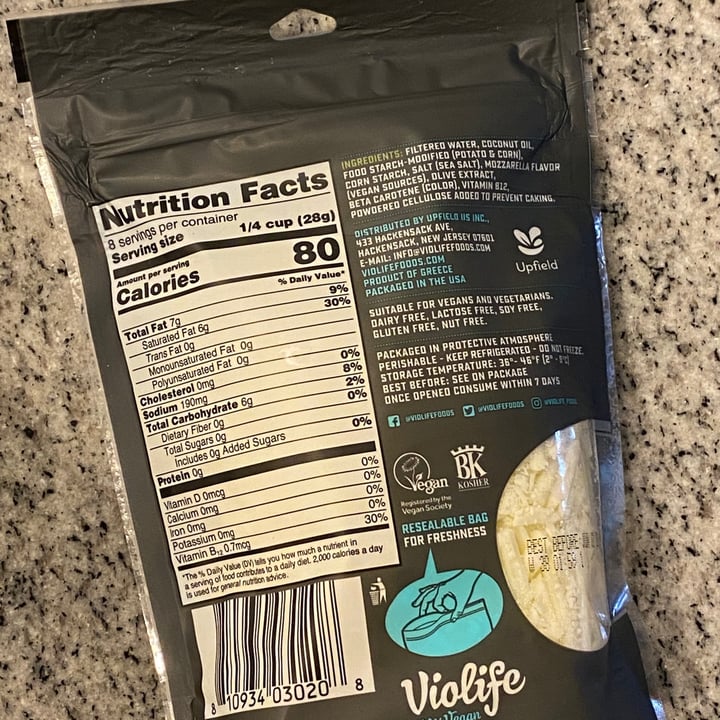 Nutrition Facts
8 servings per container
Serving size 1/4 cup (28g)
Amount per serving
Calories 80
% Daily Value*
Total Fat 7g 9%
Saturated Fat 6g 30%
Trans Fat 0g
Monounsaturated Fat 0g
Polyunsaturated Fat 0g
Cholesterol 0mg 0%
Sodium 190mg 8%
Total Carbohydrate 6g 2%
Dietary Fiber 0g 0%
Total Sugars 0g
Includes 0g Added Sugars 0%
Protein 0g
Vitamin D 0mcg 0%
Calcium 0mg 0%
Iron 0mg 0%
Potassium 0mg 0%
Vitamin B12 0.7mcg 30%
*The % Daily Value (DV) tells you how much a nutrient in
a serving of food contributes to a daily diet. 2,000 calories a day
is used for general nutrition advice.
8 10934 03020 8
INGREDIENTS: FILTERED WATER, COCONUT OIL,
FOOD STARCH-MODIFIED (POTATO & CORN),
CORN STARCH, SALT (SEA SALT), MOZZARELLA FLAVOR
(VEGAN SOURCES), OLIVE EXTRACT,
BETA CAROTENE (COLOR), VITAMIN B12,
POWDERED CELLULOSE ADDED TO PREVENT CAKING.
DISTRIBUTED BY UPFIELD US INC.,
433 HACKENSACK AVE,
HACKENSACK, NEW JERSEY 07601
E-MAIL: INFO@VIOLIFEFOODS.COM
VIOLIFEFOODS.COM
PRODUCT OF GREECE
PACKAGED IN THE USA
Upfield
SUITABLE FOR VEGANS AND VEGETARIANS.
DAIRY FREE, LACTOSE FREE, SOY FREE,
GLUTEN FREE, NUT FREE.
PACKAGED IN PROTECTIVE ATMOSPHERE
PERISHABLE - KEEP REFRIGERATED - DO NOT FREEZE.
STORAGE TEMPERATURE: 36°- 46°F (2° - 8°C)
BEST BEFORE: SEE ON PACKAGE
ONCE OPENED CONSUME WITHIN 7 DAYS
@VIOLIFEFOODS @VIOLIFEFOODS @VIOLIFE_FOODS
Vegan
Registered by the
Vegan Society
BK
KOSHER
RESEALABLE BAG
FOR FRESHNESS
BEST BEFORE
Violife
Vegan